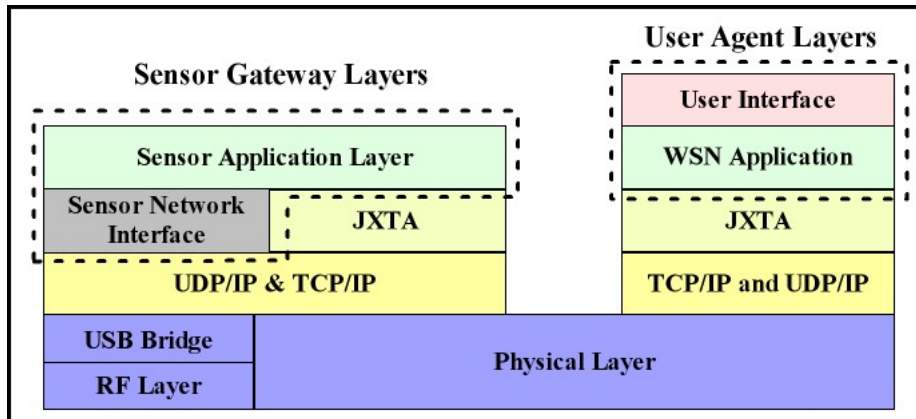 User Agent Layers
Sensor Gateway Layers
User Interface
Sensor Application Layer
WSN Application
Sensor Network
Interface
JXTA
JXTA
UDP/IP & TCP/IP
TCP/IP and UDP/IP
USB Bridge
Physical Layer
RF Layer